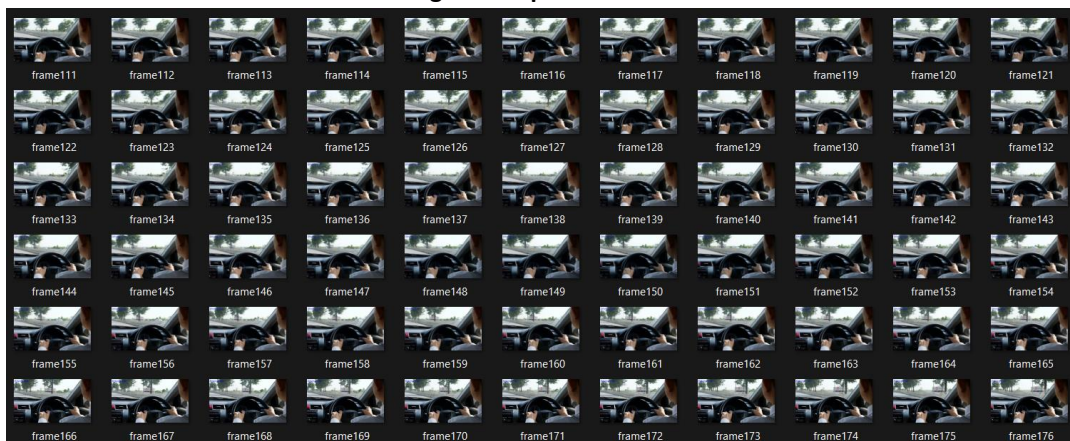 frame111 frame112 frame113 frame114 frame115 frame116 frame117 frame118 frame119 frame120 frame121
frame122 frame123 frame124 frame125 frame126 frame127 frame128 frame129 frame130 frame131 frame132
frame133 frame134 frame135 frame136 frame137 frame138 frame139 frame140 frame141 frame142 frame143
frame144 frame145 frame146 frame147 frame148 frame149 frame150 frame151 frame152 frame153 frame154
frame155 frame156 frame157 frame158 frame159 frame160 frame161 frame162 frame163 frame164 frame165
frame166 frame167 frame168 frame169 frame170 frame171 frame172 frame173 frame174 frame175 frame176